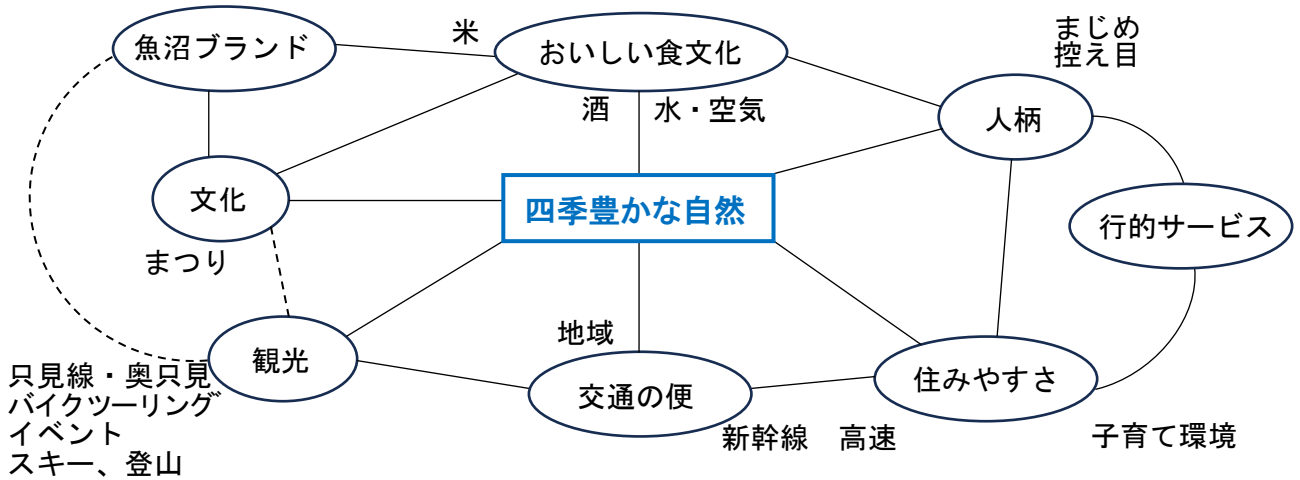 魚沼ブランド
米
おいしい食文化
まじめ
控え目
酒
水・空気
人柄
文化
四季豊かな自然
行的サービス
まつり
観光
地域
交通の便
住みやすさ
只見線・奥只見
バイクツーリング
イベント
スキー、登山
新幹線　高速
子育て環境